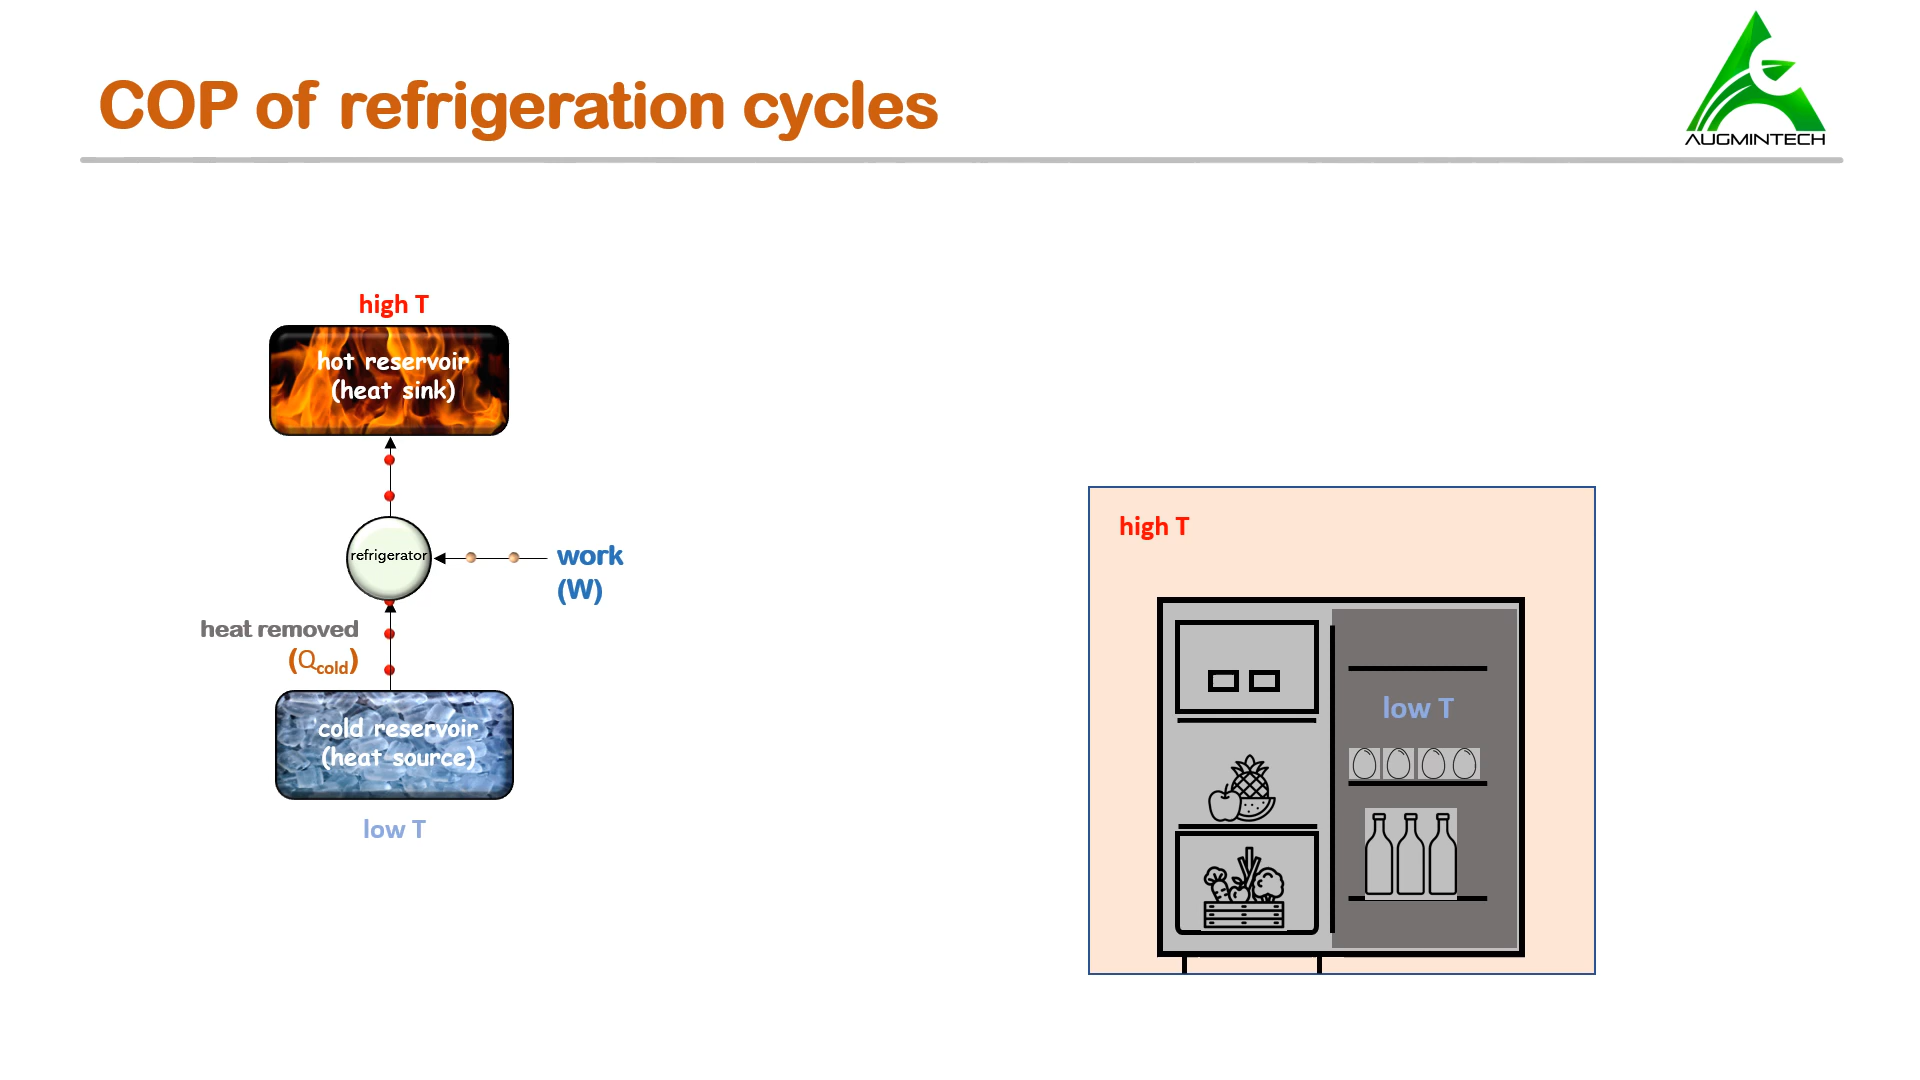 COP of refrigeration cycles
AUGMINTECH
high T
hot reservoir
(heat sink)
refrigerator
work
(W)
heat removed
(Qcold)
cold reservoir
(heat source)
low T
high T
low T